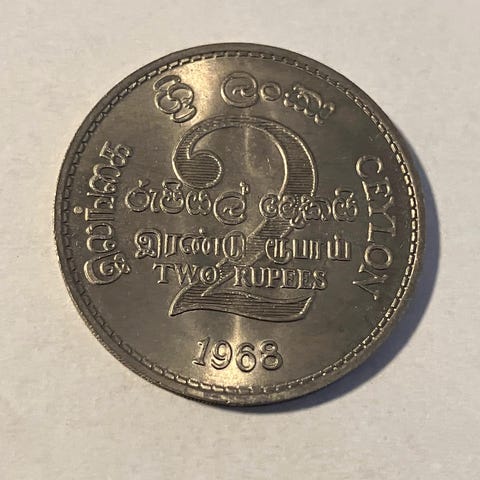 ශ්‍රී ලංකා
இலங்கை
CEYLON
2
රුපියල් දෙකයි
இரண்டு ரூபாய்
TWO RUPEES
1968